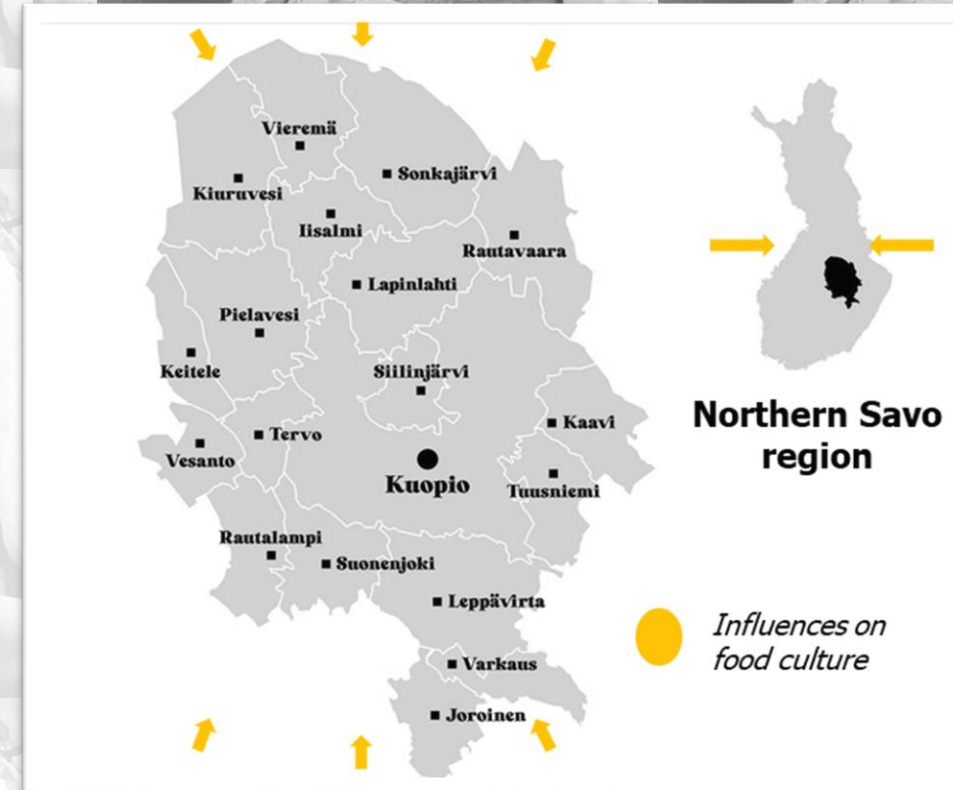 Vieremä
Sonkajärvi
Kiuruvesi
Iisalmi
Rautavaara
Lapinlahti
Pielavesi
Keitele
Siilinjärvi
Kaavi
Tervo
Vesanto
Kuopio
Tuusniemi
Rautalampi
Suonenjoki
Leppävirta
Varkaus
Joroinen
Northern Savo
region
Influences on
food culture